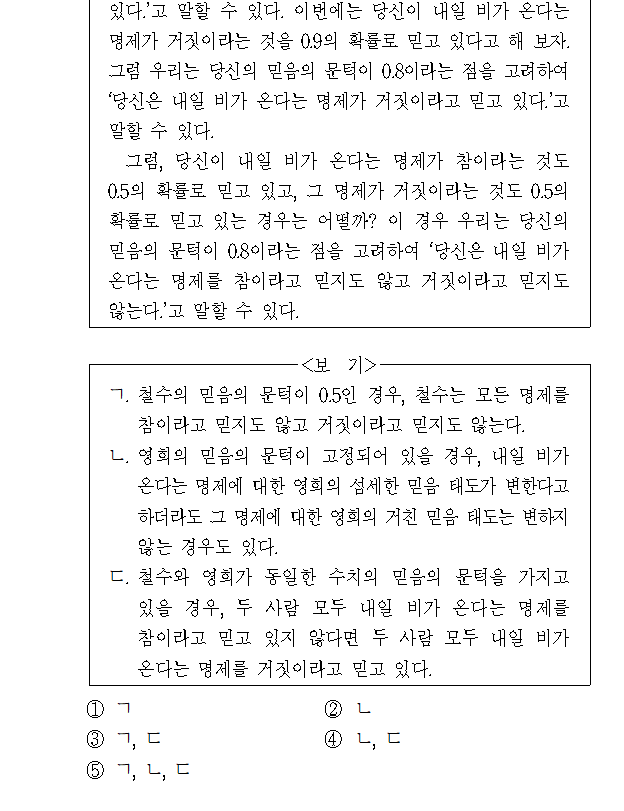 있다.’고 말할 수 있다. 이번에는 당신이 내일 비가 온다는
명제가 거짓이라는 것을 0.9의 확률로 믿고 있다고 해 보자.
그럼 우리는 당신의 믿음의 문턱이 0.8이라는 점을 고려하여
‘당신은 내일 비가 온다는 명제가 거짓이라고 믿고 있다.’고
말할 수 있다.
그럼, 당신이 내일 비가 온다는 명제가 참이라는 것도
0.5의 확률로 믿고 있고, 그 명제가 거짓이라는 것도 0.5의
확률로 믿고 있는 경우는 어떨까? 이 경우 우리는 당신의
믿음의 문턱이 0.8이라는 점을 고려하여 ‘당신은 내일 비가
온다는 명제를 참이라고 믿지도 않고 거짓이라고 믿지도
않는다.’고 말할 수 있다.
<보 기>
ㄱ. 철수의 믿음의 문턱이 0.5인 경우, 철수는 모든 명제를
참이라고 믿지도 않고 거짓이라고 믿지도 않는다.
ㄴ. 영희의 믿음의 문턱이 고정되어 있을 경우, 내일 비가
온다는 명제에 대한 영희의 섬세한 믿음 태도가 변한다고
하더라도 그 명제에 대한 영희의 거친 믿음 태도는 변하지
않는 경우도 있다.
ㄷ. 철수와 영희가 동일한 수치의 믿음의 문턱을 가지고
있을 경우, 두 사람 모두 내일 비가 온다는 명제를
참이라고 믿고 있지 않다면 두 사람 모두 내일 비가
온다는 명제를 거짓이라고 믿고 있다.
① ㄱ ② ㄴ
③ ㄱ, ㄷ ④ ㄴ, ㄷ
⑤ ㄱ, ㄴ, ㄷ